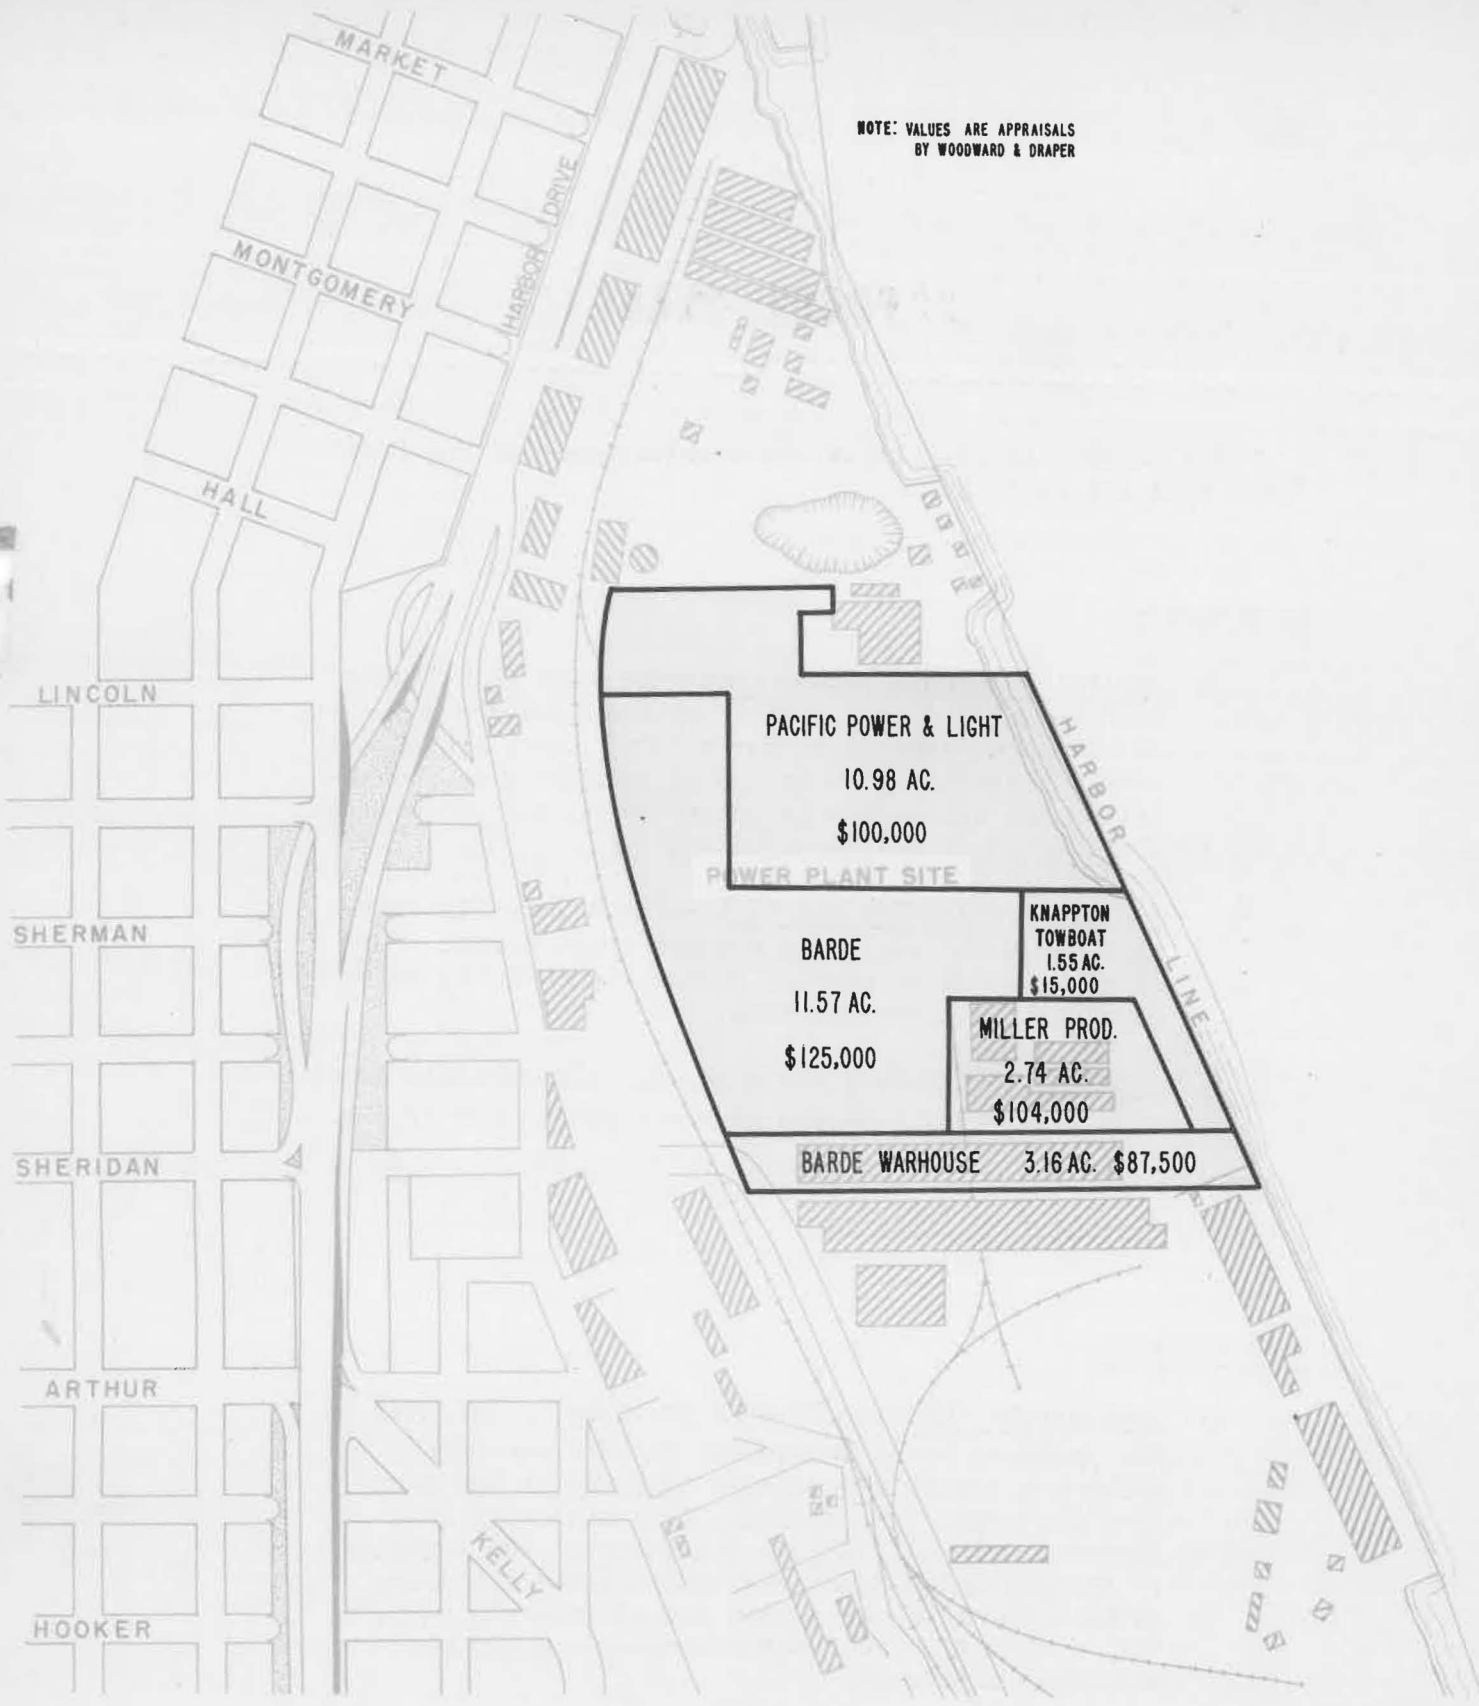 MARKET
NOTE: VALUES ARE APPRAISALS
BY WOODWARD & DRAPER
HARBOR DRIVE
MONTGOMERY
HALL
LINCOLN
PACIFIC POWER & LIGHT
10.98 AC.
$100,000
HARBOR LINE
POWER PLANT SITE
SHERMAN
KNAPPTON
TOWBOAT
1.55 AC.
$15,000
BARDE
11.57 AC.
$125,000
MILLER PROD.
2.74 AC.
$104,000
SHERIDAN
BARDE WARHOUSE 3.16 AC. $87,500
ARTHUR
KELLY
HOOKER